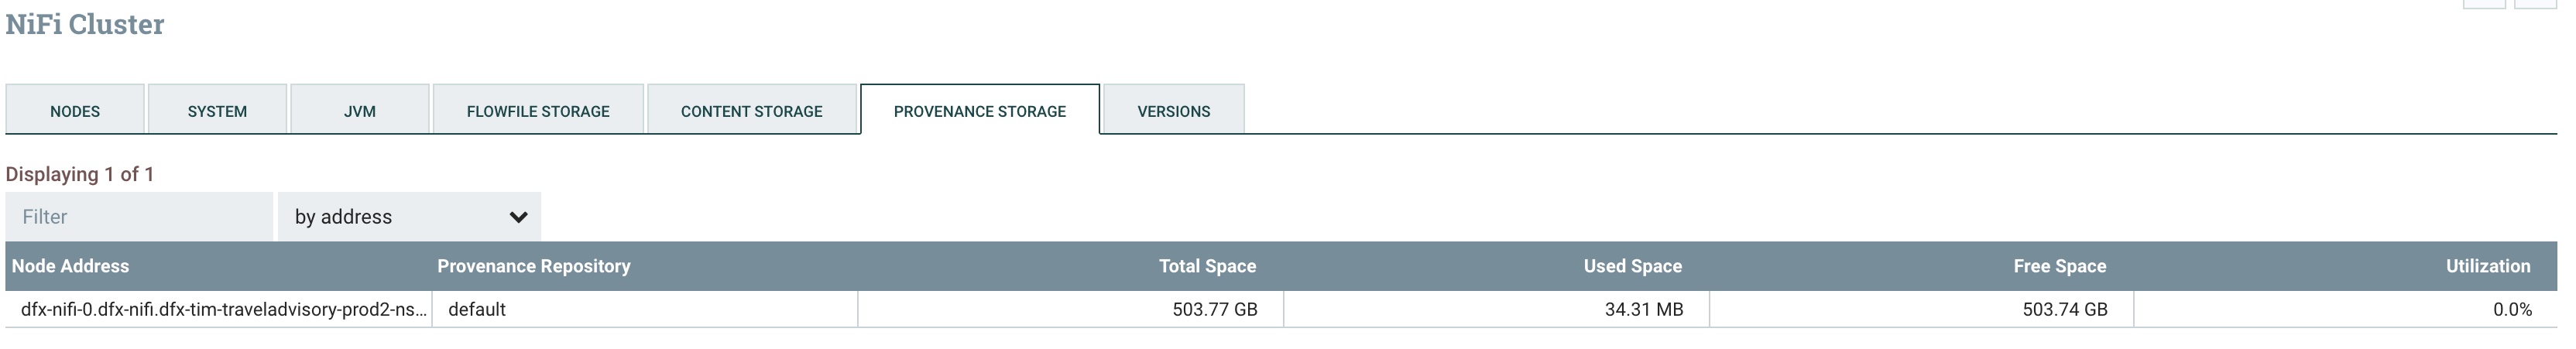 NiFi Cluster
NODES SYSTEM JVM FLOWFILE STORAGE CONTENT STORAGE PROVENANCE STORAGE VERSIONS
Displaying 1 of 1
Filter by address
Node Address Provenance Repository Total Space Used Space Free Space Utilization
dfx-nifi-0.dfx-nifi.dfx-tim-traveladvisory-prod2-ns... default 503.77 GB 34.31 MB 503.74 GB 0.0%